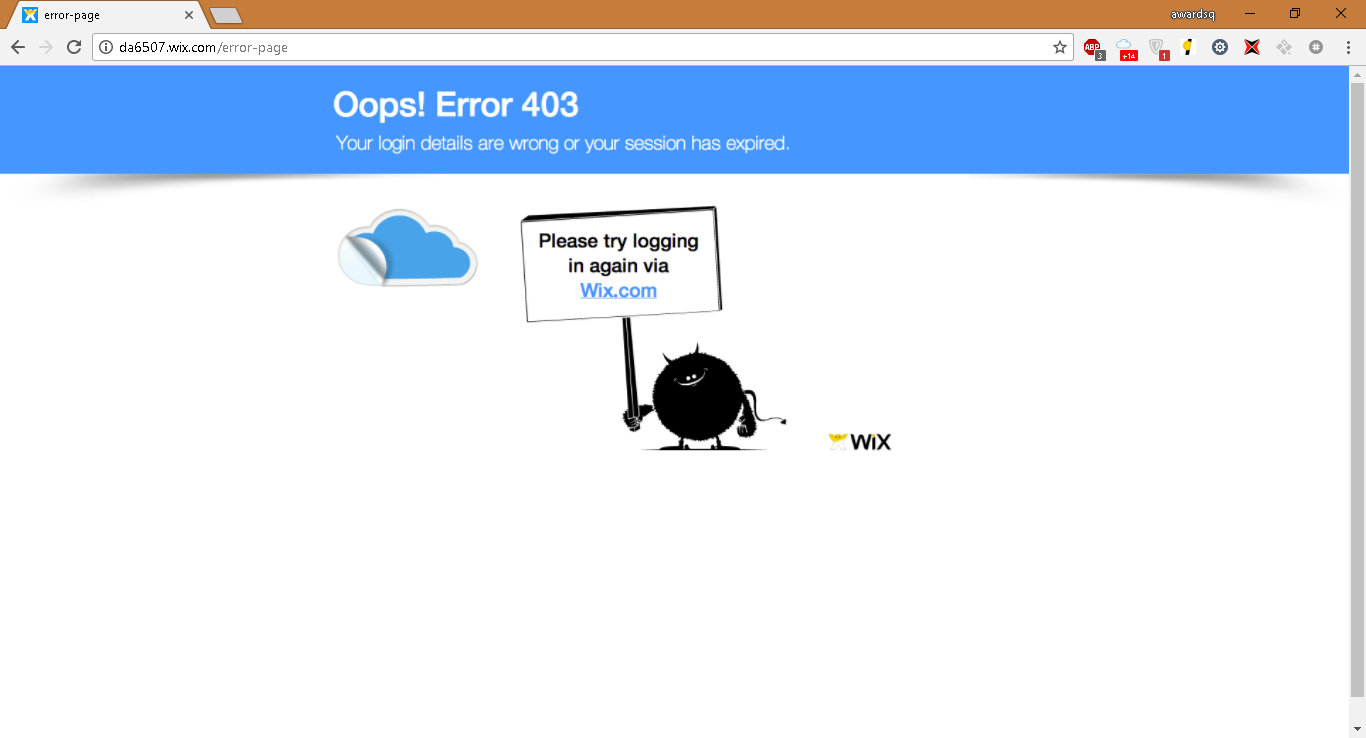 error-page
awardsq
da6507.wix.com/error-page
ABP
3
+14
1
Oops! Error 403
Your login details are wrong or your session has expired.
Please try logging
in again via
Wix.com
WiX